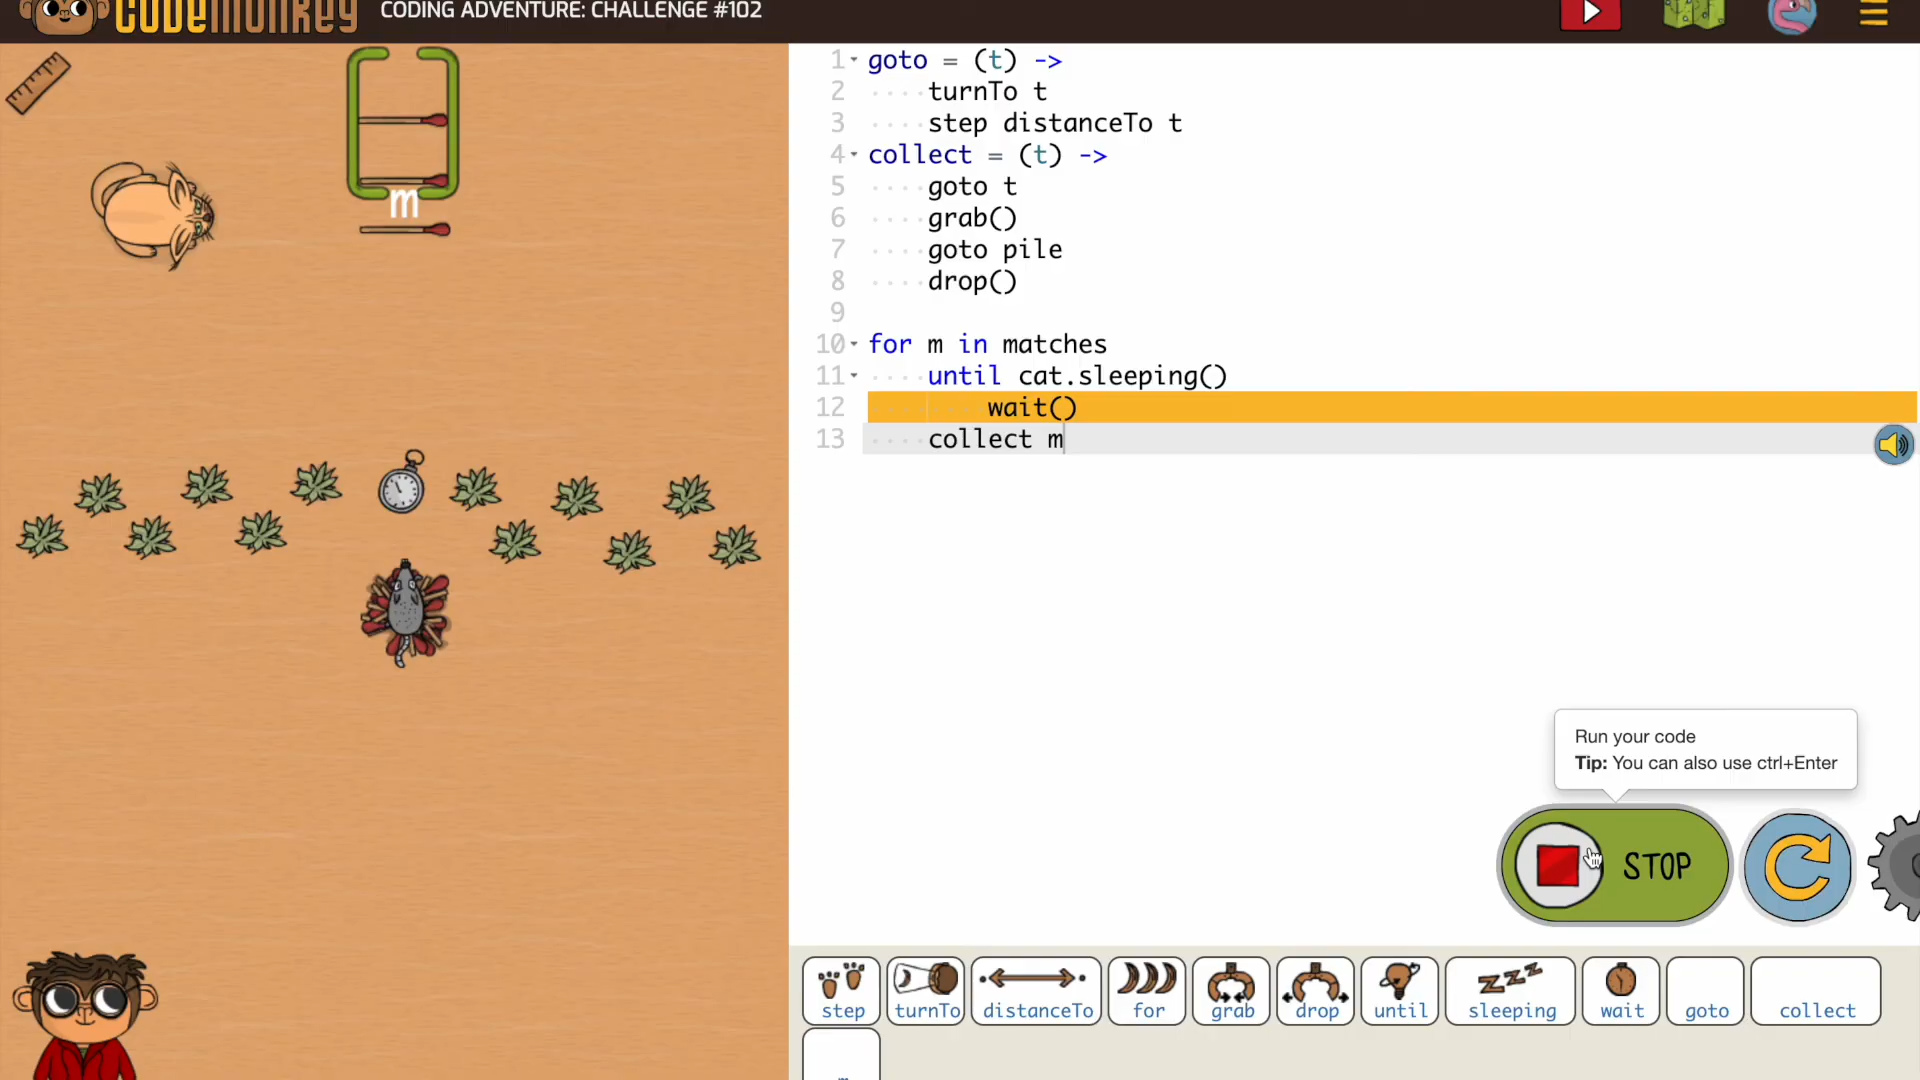 CODEMONKEY
CODING ADVENTURE: CHALLENGE #102
m
1 goto = (t) ->
2 turnTo t
3 step distanceTo t
4 collect = (t) ->
5 goto t
6 grab()
7 goto pile
8 drop()
9
10 for m in matches
11 until cat.sleeping()
12 wait()
13 collect m
Run your code
Tip: You can also use ctrl+Enter
STOP
step
turnTo
distanceTo
for
grab
drop
until
zzz
sleeping
wait
goto
collect